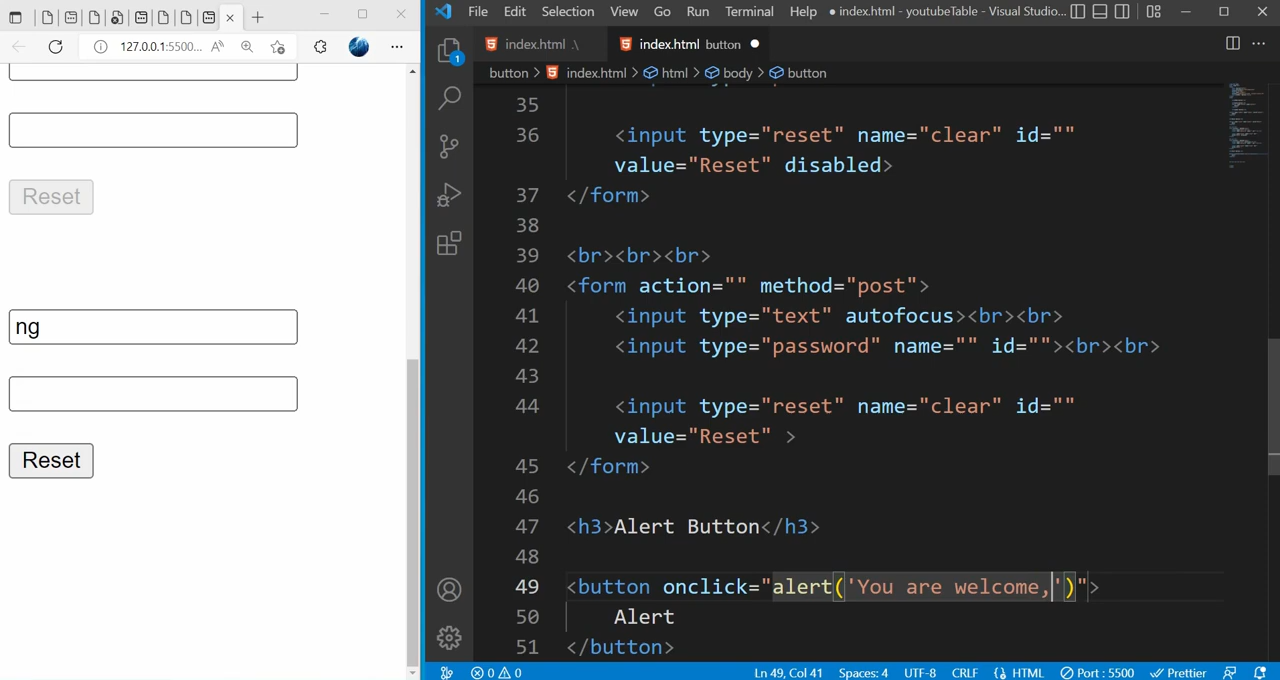 File Edit Selection View Go Run Terminal Help ● index.html - youtubeTable - Visual Studio...
127.0.0.1:5500...
index.html .\
index.html button ●
button > index.html > html > body > button
1
35
36 <input type="reset" name="clear" id=""
value="Reset" disabled>
37 </form>
38
39 <br><br><br>
40 <form action="" method="post">
41 <input type="text" autofocus><br><br>
42 <input type="password" name="" id=""><br><br>
43
44 <input type="reset" name="clear" id=""
value="Reset" >
45 </form>
46
47 <h3>Alert Button</h3>
48
49 <button onclick="alert('You are welcome,')">
50 Alert
51 </button>
Reset
ng
Reset
0 0 Ln 49, Col 41 Spaces: 4 UTF-8 CRLF {} HTML Port : 5500 Prettier